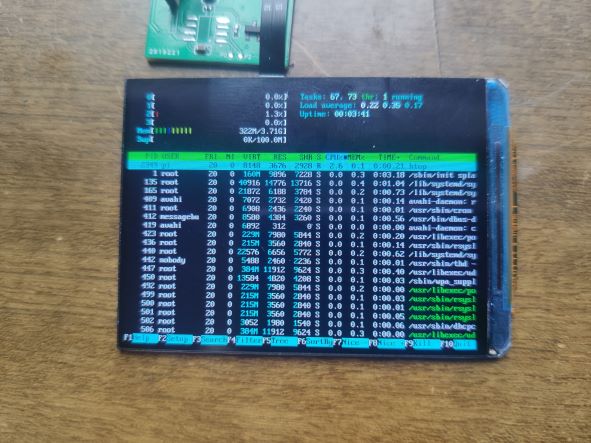 2019221
0[ 0.0%] Tasks: 67, 73 thr; 1 running
1[ 0.0%] Load average: 0.22 0.35 0.17
2[ 1.3%] Uptime: 00:03:41
3[ 0.0%]
Mem[ 322M/3.71G]
Swp[ 0K/100.0M]
PID USER PRI NI VIRT RES SHR S CPU% MEM% TIME+ Command
pi 20 0 8148 3676 2928 R 2.6 0.1 0:00.21 htop
1 root 20 0 160M 9896 7228 S 0.0 0.3 0:03.18 /sbin/init spla
135 root 20 0 40916 14776 13716 S 0.0 0.4 0:01.04 /lib/systemd/sy
165 root 20 0 21872 6188 3784 S 0.0 0.2 0:00.73 /lib/systemd/sy
409 avahi 20 0 7072 2732 2420 S 0.0 0.1 0:00.14 avahi-daemon: r
411 root 20 0 6980 2436 2240 S 0.0 0.1 0:00.01 /usr/sbin/cron
412 messagebu 20 0 8500 4384 3260 S 0.0 0.1 0:00.56 /usr/bin/dbus-d
419 avahi 20 0 6892 312 0 S 0.0 0.0 0:00.00 avahi-daemon: c
423 root 20 0 229M 7980 5844 S 0.0 0.2 0:00.20 /usr/libexec/po
436 root 20 0 215M 3560 2840 S 0.0 0.1 0:00.14 /usr/sbin/rsysl
440 root 20 0 22576 6656 5772 S 0.0 0.2 0:00.62 /lib/systemd/sy
442 nobody 20 0 5480 2460 2236 S 0.0 0.1 0:00.01 /usr/sbin/thd
447 root 20 0 384M 11912 9624 S 0.0 0.3 0:00.40 /usr/libexec/ud
450 root 20 0 13504 4820 4208 S 0.0 0.1 0:00.03 /sbin/wpa_suppl
492 root 20 0 229M 7980 5844 S 0.0 0.2 0:00.00 /usr/libexec/po
499 root 20 0 215M 3560 2840 S 0.0 0.1 0:00.03 /usr/sbin/rsysl
500 root 20 0 215M 3560 2840 S 0.0 0.1 0:00.01 /usr/sbin/rsysl
501 root 20 0 215M 3560 2840 S 0.0 0.1 0:00.05 /usr/sbin/rsysl
502 root 20 0 3052 1980 1540 S 0.0 0.1 0:00.06 /usr/sbin/dhcpc
506 root 20 0 384M 11912 9624 S 0.0 0.3 0:00.00 /usr/libexec/ud
F1Help F2Setup F3Search F4Filter F5Tree F6SortBy F7Nice F8Nice F9Kill F10Quit